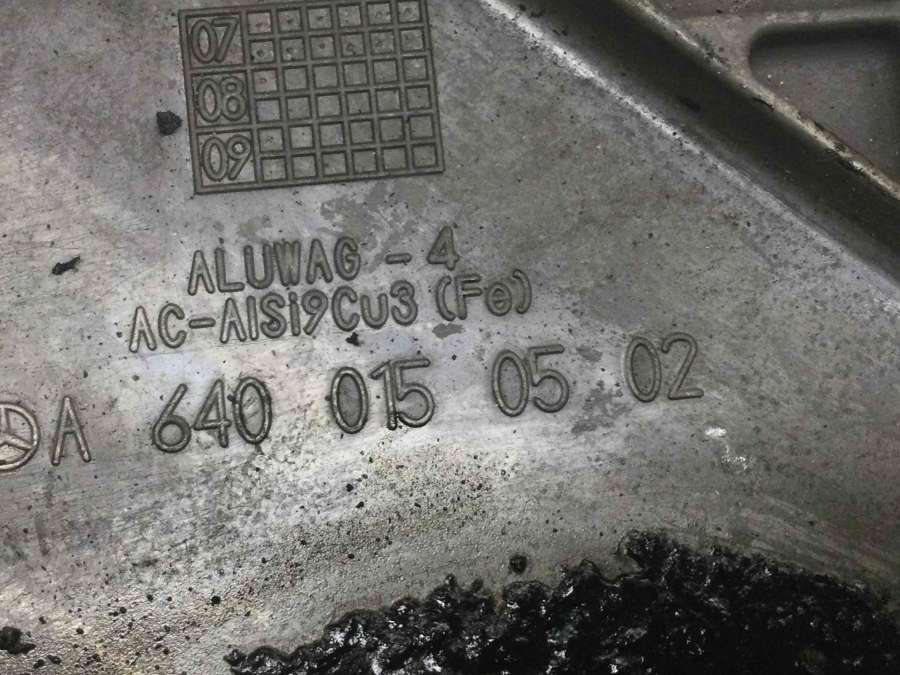 07
08
09
ALUWAG - 4
AC-AlSi9Cu3 (Fe)
A 640 015 05 02